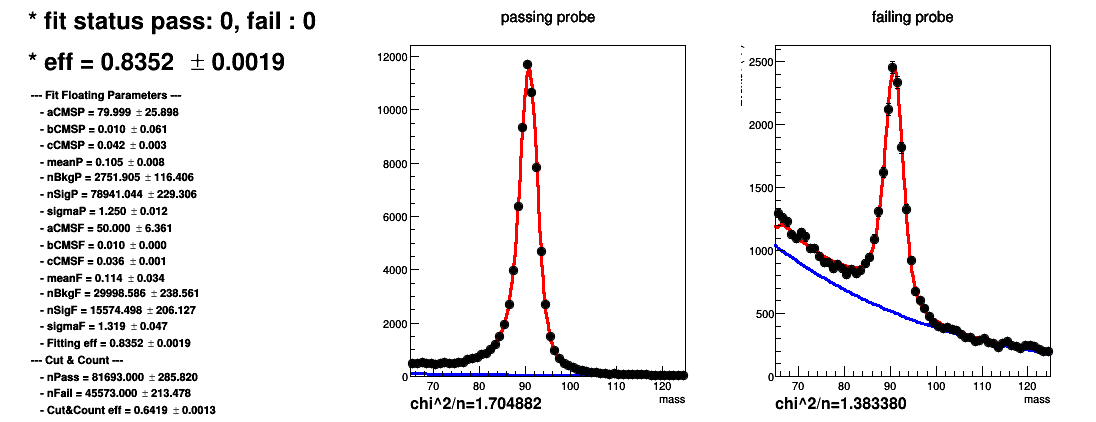 * fit status pass: 0, fail : 0
* eff = 0.8352 ± 0.0019
--- Fit Floating Parameters ---
- aCMSP = 79.999 ± 25.898
- bCMSP = 0.010 ± 0.061
- cCMSP = 0.042 ± 0.003
- meanP = 0.105 ± 0.008
- nBkgP = 2751.905 ± 116.406
- nSigP = 78941.044 ± 229.306
- sigmaP = 1.250 ± 0.012
- aCMSF = 50.000 ± 6.361
- bCMSF = 0.010 ± 0.000
- cCMSF = 0.036 ± 0.001
- meanF = 0.114 ± 0.034
- nBkgF = 29998.586 ± 238.561
- nSigF = 15574.498 ± 206.127
- sigmaF = 1.319 ± 0.047
- Fitting eff = 0.8352 ± 0.0019
--- Cut & Count ---
- nPass = 81693.000 ± 285.820
- nFail = 45573.000 ± 213.478
- Cut&Count eff = 0.6419 ± 0.0013
passing probe
12000
10000
8000
6000
4000
2000
0
70 80 90 100 110 120
mass
chi^2/n=1.704882
failing probe
2500
2000
1500
1000
500
0
70 80 90 100 110 120
mass
chi^2/n=1.383380